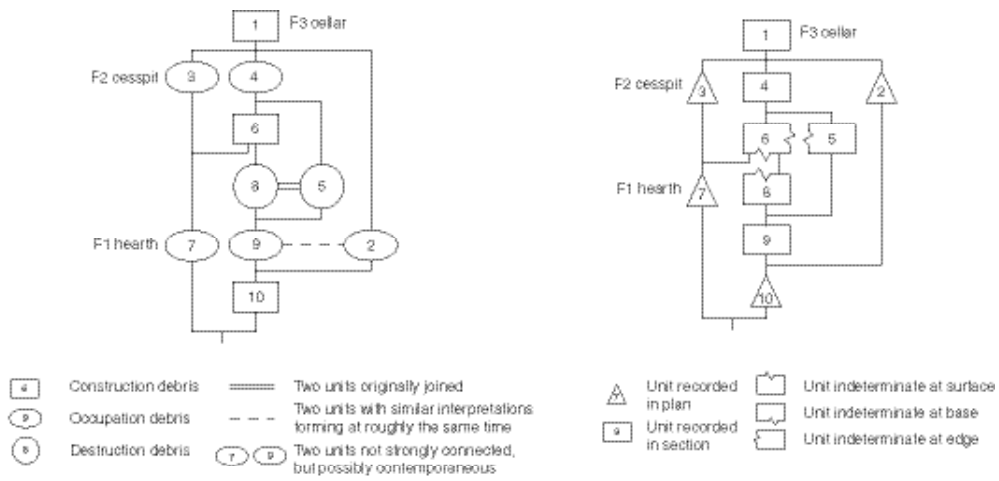 1 F3 cellar
F2 cesspit 3 4
6
8 5
F1 hearth 7 9 2
10
6 Construction debris
9 Occupation debris
8 Destruction debris
Two units originally joined
Two units with similar interpretations
forming at roughly the same time
7 9 Two units not strongly connected,
but possibly contemporaneous
1 F3 cellar
F2 cesspit 3 4 2
6 5
F1 hearth 7 8
9
10
Unit recorded
in plan
9 Unit recorded
in section
Unit indeterminate at surface
Unit indeterminate at base
Unit indeterminate at edge